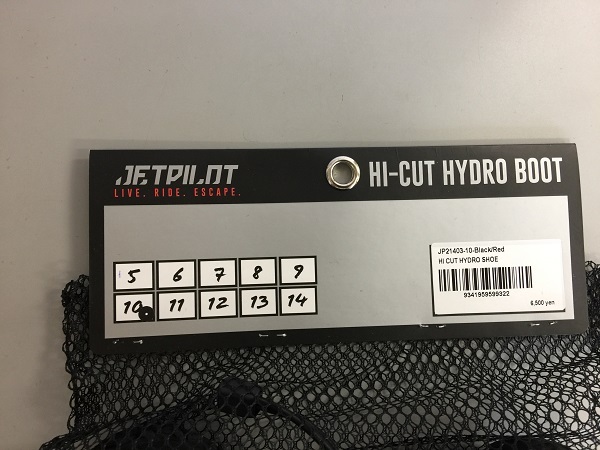 JETPILOT
LIVE. RIDE. ESCAPE.
HI-CUT HYDRO BOOT
5 6 7 8 9
10 11 12 13 14
JP21403-10-Black/Red
HI CUT HYDRO SHOE
9341959599322
6,500 yen